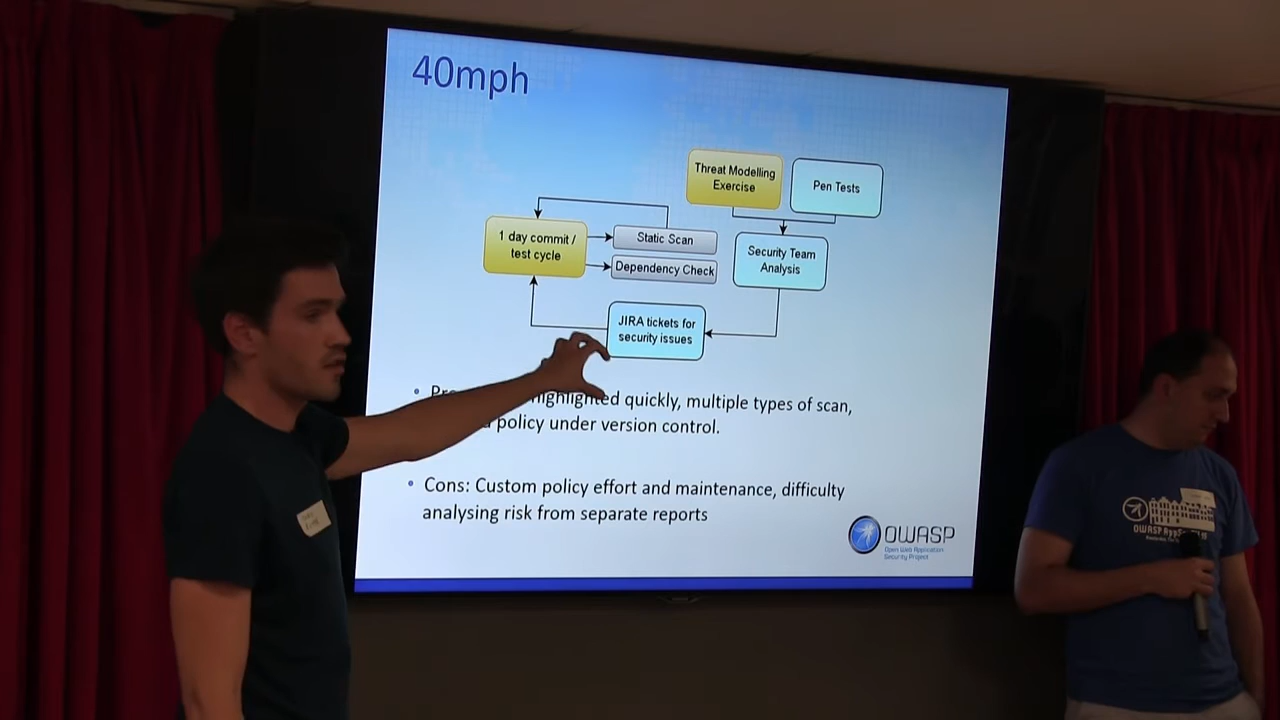 40mph
Threat Modelling
Exercise
Pen Tests
1 day commit /
test cycle
Static Scan
Dependency Check
Security Team
Analysis
JIRA tickets for
security issues
highlighted quickly, multiple types of scan,
policy under version control.
Cons: Custom policy effort and maintenance, difficulty
analysing risk from separate reports
OWASP
Open Web Application
Security Project
OWASP